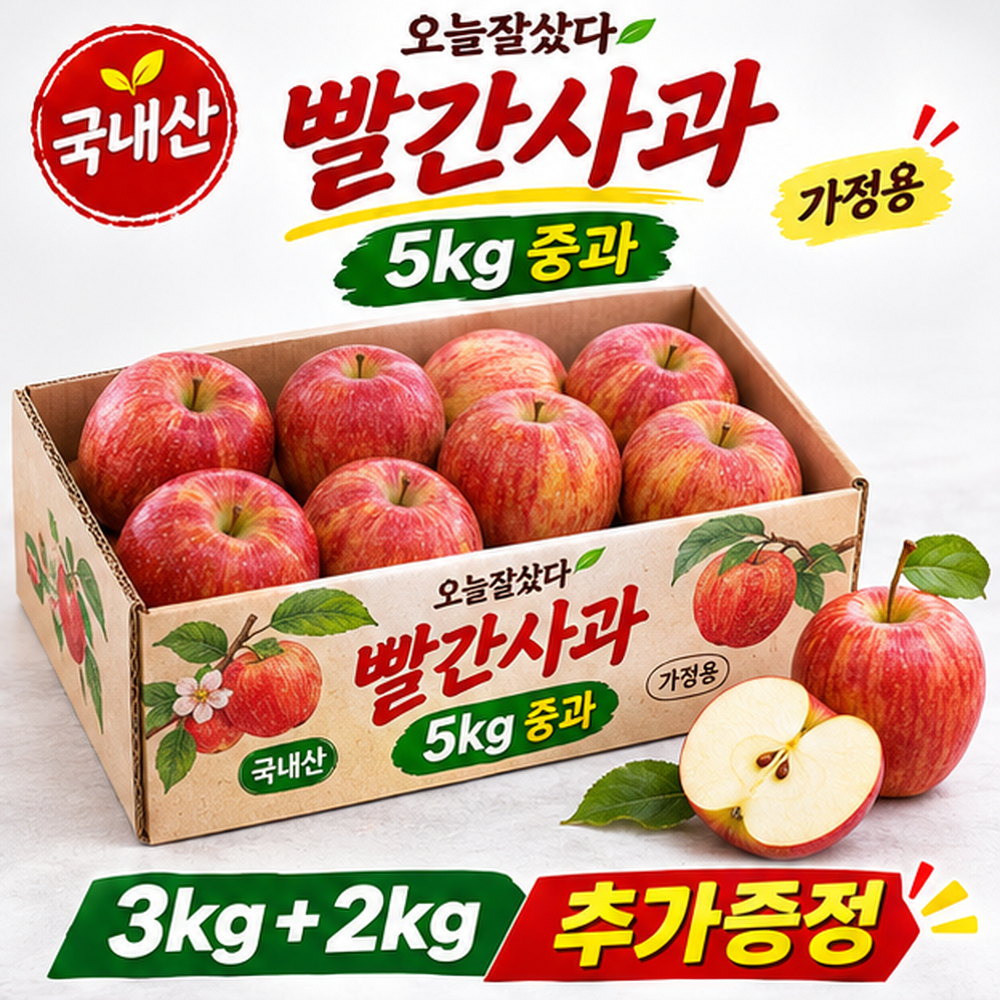 국내산
오늘잘샀다
빨간사과
가정용
5kg 중과
오늘잘샀다
빨간사과
가정용
5kg 중과
국내산
3kg+2kg 추가증정